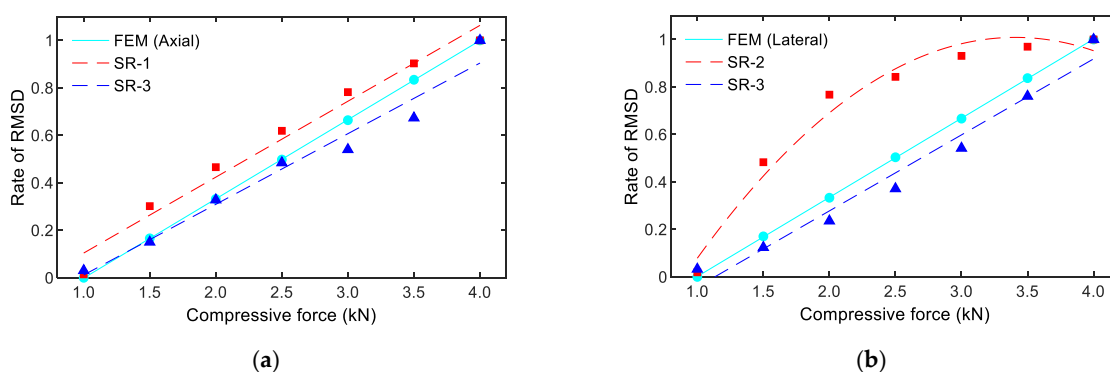 FEM (Axial)
SR-1
SR-3
Rate of RMSD
1
0.8
0.6
0.4
0.2
0
1.0 1.5 2.0 2.5 3.0 3.5 4.0
Compressive force (kN)
(a)
FEM (Lateral)
SR-2
SR-3
Rate of RMSD
1
0.8
0.6
0.4
0.2
0
1.0 1.5 2.0 2.5 3.0 3.5 4.0
Compressive force (kN)
(b)